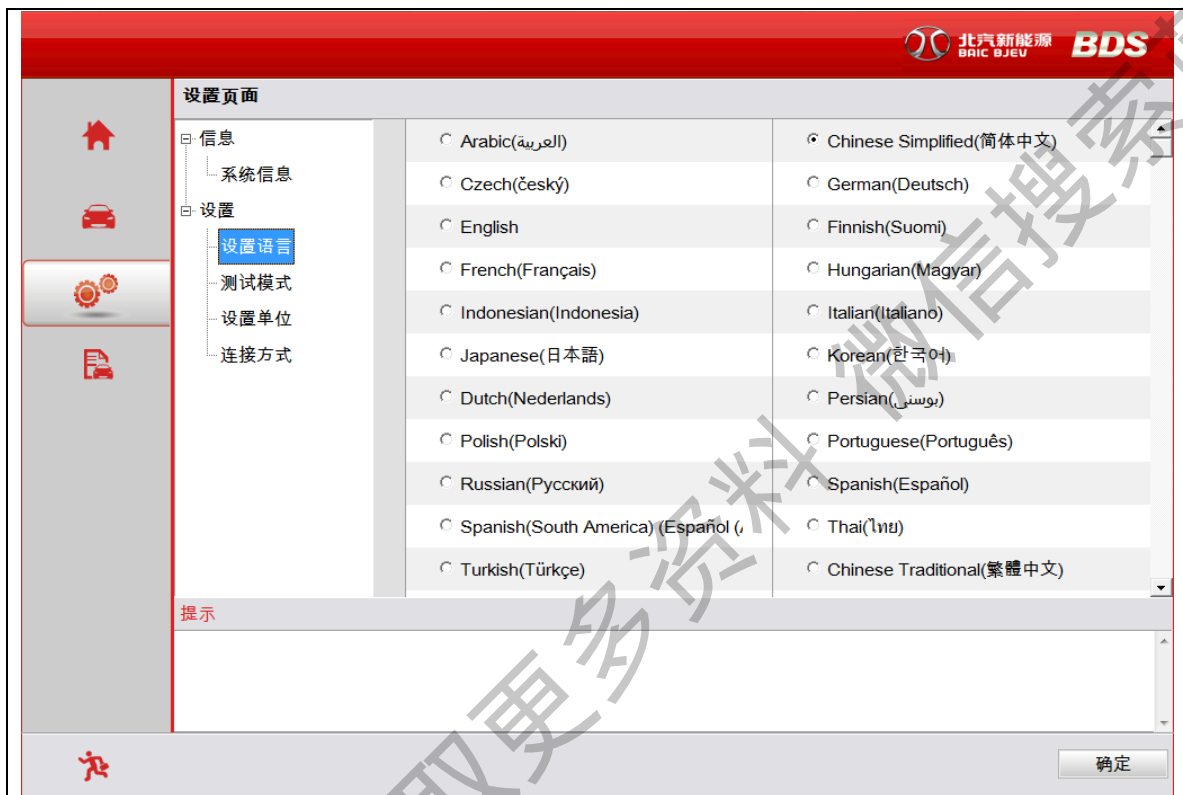 北汽新能源
BAIC BJEV
BDS
设置页面
信息
系统信息
设置
设置语言
测试模式
设置单位
连接方式
Arabic(العربية)
Chinese Simplified(简体中文)
Czech(český)
German(Deutsch)
English
Finnish(Suomi)
French(Français)
Hungarian(Magyar)
Indonesian(Indonesia)
Italian(Italiano)
Japanese(日本語)
Korean(한국어)
Dutch(Nederlands)
Persian(بوسنی)
Polish(Polski)
Portuguese(Português)
Russian(Русский)
Spanish(Español)
Spanish(South America) (Español (
Thai(ไทย)
Turkish(Türkçe)
Chinese Traditional(繁體中文)
提示
确定
取更多资料 微信搜索